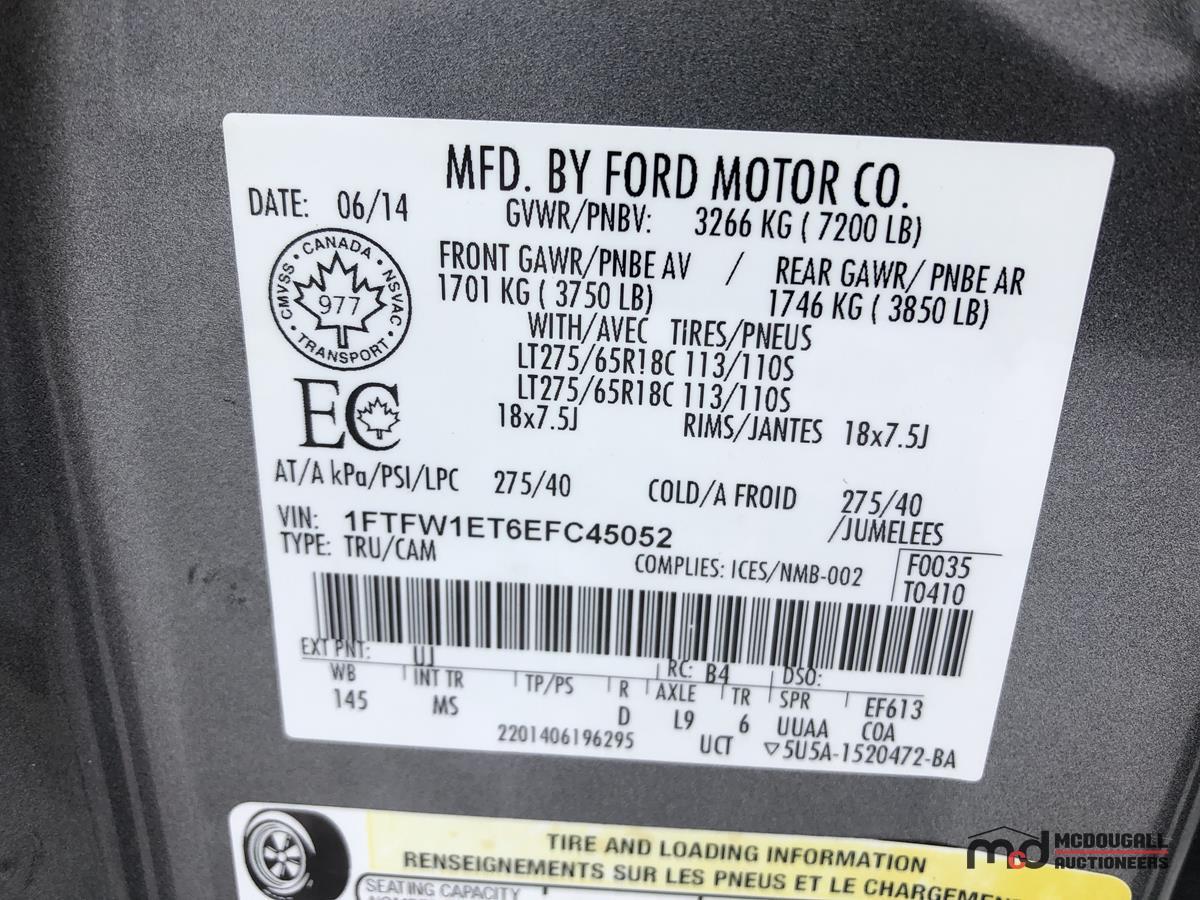 MFD. BY FORD MOTOR CO.
DATE: 06/14
GVWR/PNBV: 3266 KG ( 7200 LB)
FRONT GAWR/PNBE AV / REAR GAWR/ PNBE AR
1701 KG ( 3750 LB) 1746 KG ( 3850 LB)
WITH/AVEC TIRES/PNEUS
LT275/65R18C 113/110S
LT275/65R18C 113/110S
18x7.5J RIMS/JANTES 18x7.5J
CANADA
CMVSS NSVAC
977
TRANSPORT
EC
AT/A kPa/PSI/LPC 275/40 COLD/A FROID 275/40
/JUMELEES
VIN: 1FTFW1ET6EFC45052
TYPE: TRU/CAM
COMPLIES: ICES/NMB-002
F0035
T0410
EXT PNT: UJ RC: B4 DSO:
WB INT TR TP/PS R AXLE TR SPR EF613
145 MS D L9 6 UUAA COA
2201406196295 UCT ▽5U5A-1520472-BA
TIRE AND LOADING INFORMATION
RENSEIGNEMENTS SUR LES PNEUS ET LE CHARGEMENT
SEATING CAPACITY
mcd MCDOUGALL
AUCTIONEERS